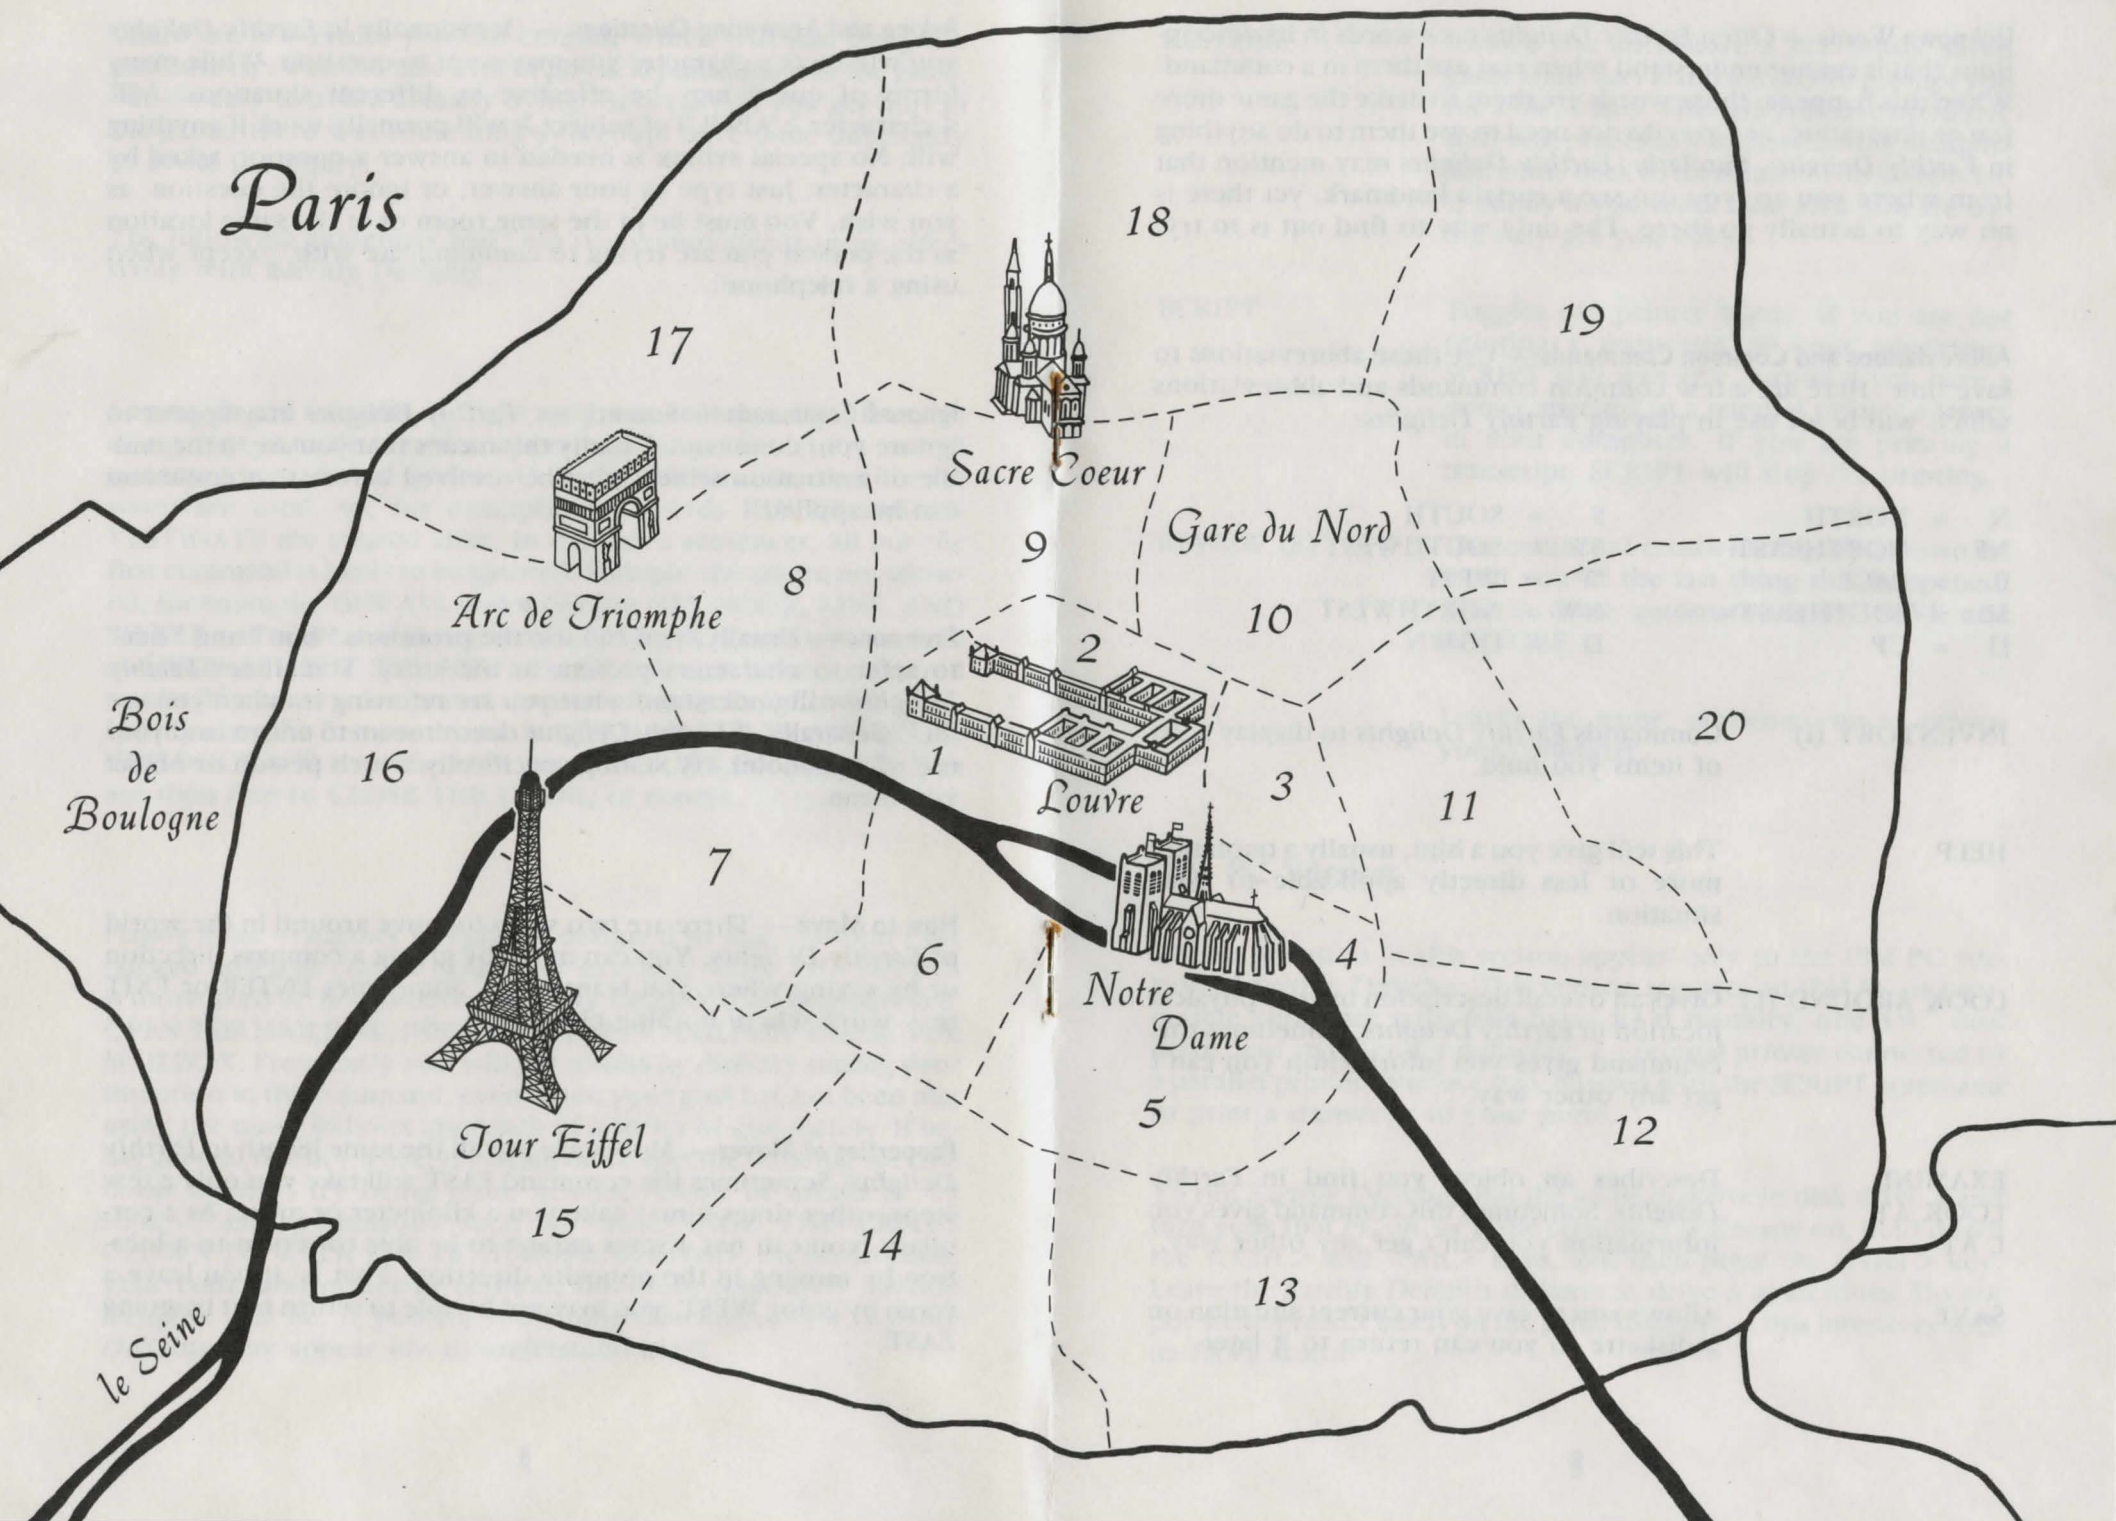 Paris
18
17
19
Sacre Coeur
Gare du Nord
9
8
Arc de Triomphe
10
2
Bois
de
Boulogne
16
1
Louvre
3
11
20
7
6
4
Notre
Dame
Tour Eiffel
5
12
15
14
13
le Seine